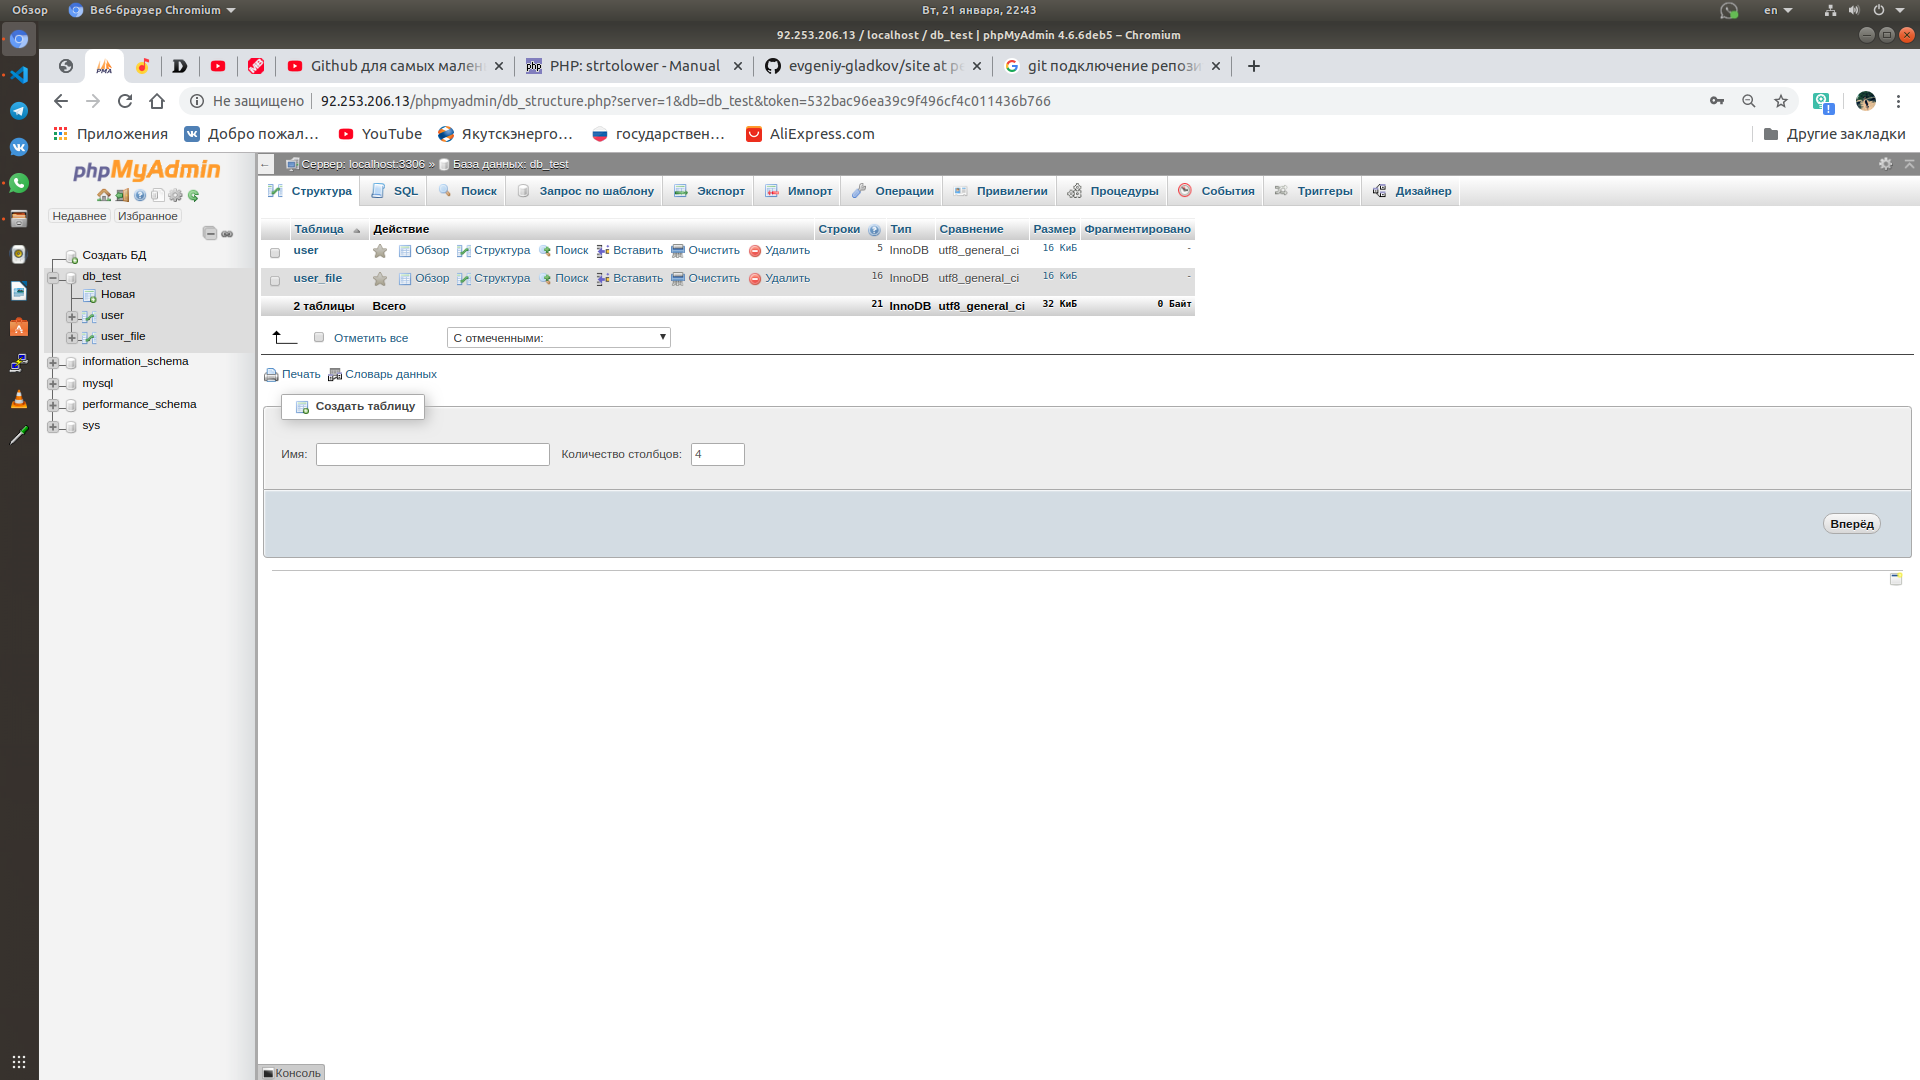 Обзор Веб-браузер Chromium Вт, 21 января, 22:43 en
92.253.206.13 / localhost / db_test | phpMyAdmin 4.6.6deb5 – Chromium
Github для самых мален PHP: strtolower - Manual evgeniy-gladkov/site at pe git подключение репози
Не защищено 92.253.206.13/phpmyadmin/db_structure.php?server=1&db=db_test&token=532bac96ea39c9f496cf4c011436b766
Приложения Добро пожал… YouTube Якутскэнерго… государствен… AliExpress.com Другие закладки
phpMyAdmin
Недавнее Избранное
Создать БД
db_test
Новая
user
user_file
information_schema
mysql
performance_schema
sys
Сервер: localhost:3306 » База данных: db_test
Структура SQL Поиск Запрос по шаблону Экспорт Импорт Операции Привилегии Процедуры События Триггеры Дизайнер
Таблица Действие Строки Тип Сравнение Размер Фрагментировано
user Обзор Структура Поиск Вставить Очистить Удалить 5 InnoDB utf8_general_ci 16 КиБ -
user_file Обзор Структура Поиск Вставить Очистить Удалить 16 InnoDB utf8_general_ci 16 КиБ -
2 таблицы Всего 21 InnoDB utf8_general_ci 32 КиБ 0 Байт
Отметить все С отмеченными:
Печать Словарь данных
Создать таблицу
Имя: Количество столбцов: 4
Вперёд
Консоль